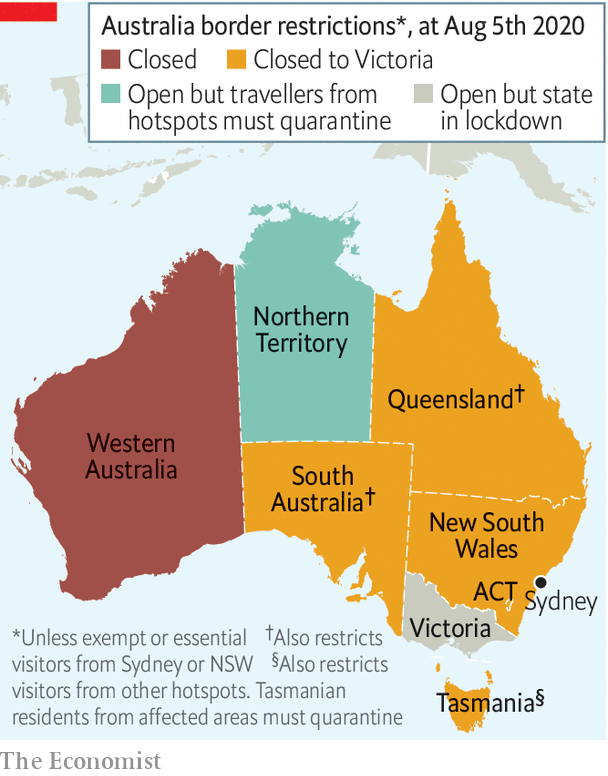 Australia border restrictions*, at Aug 5th 2020
Closed
Closed to Victoria
Open but travellers from
hotspots must quarantine
Open but state
in lockdown
Northern
Territory
Queensland†
Western
Australia
South
Australia†
New South
Wales
ACT
Sydney
Victoria
Tasmania§
*Unless exempt or essential †Also restricts
visitors from Sydney or NSW §Also restricts
visitors from other hotspots. Tasmanian
residents from affected areas must quarantine
The Economist